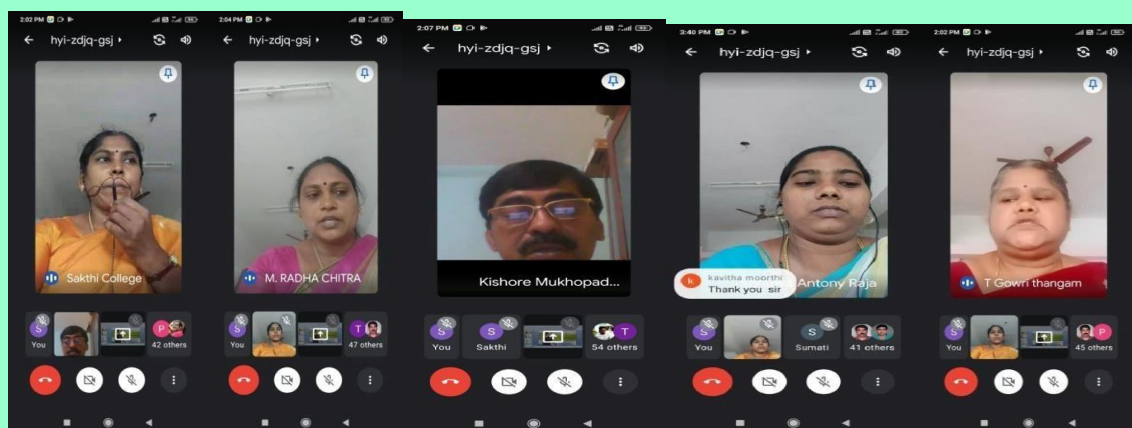 2:02 PM
hyi-zdjq-gsj
Sakthi College
S
You
P
42 others
2:04 PM
hyi-zdjq-gsj
M. RADHA CHITRA
S
You
T
47 others
2:07 PM
hyi-zdjq-gsj
Kishore Mukhopad...
S
You
S
Sakthi
T
54 others
3:40 PM
hyi-zdjq-gsj
k
kavitha moorthi
Thank you sir
Antony Raja
S
You
S
Sumati
41 others
2:02 PM
hyi-zdjq-gsj
T Gowri thangam
S
You
P
45 others